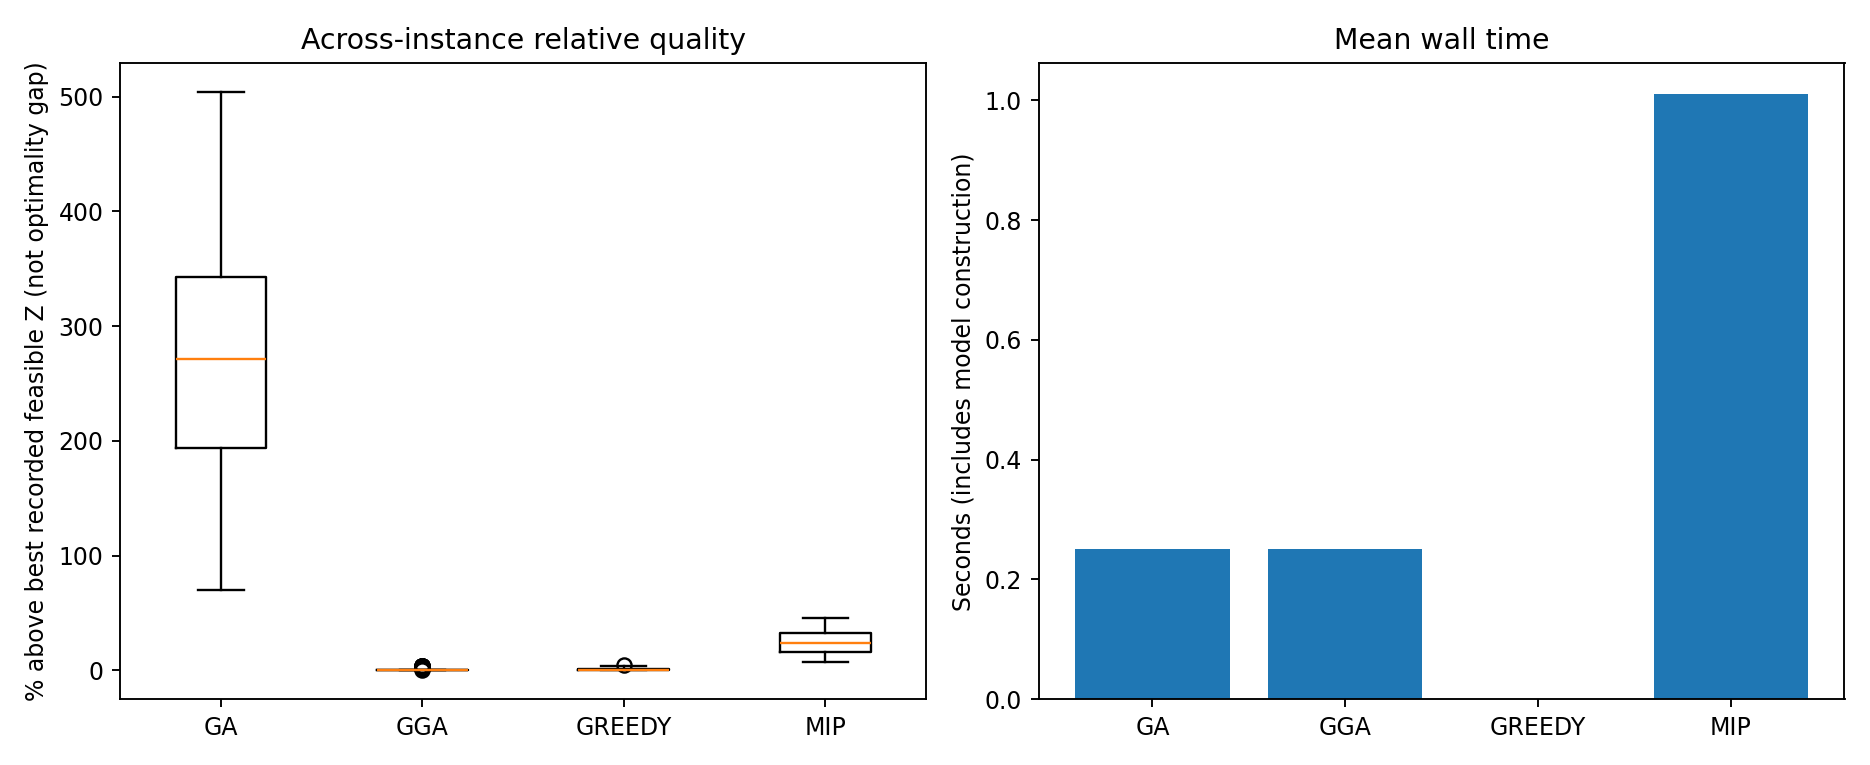 Across-instance relative quality
% above best recorded feasible Z (not optimality gap)
500
400
300
200
100
0
GA
GGA
GREEDY
MIP
Mean wall time
Seconds (includes model construction)
1.0
0.8
0.6
0.4
0.2
0.0
GA
GGA
GREEDY
MIP